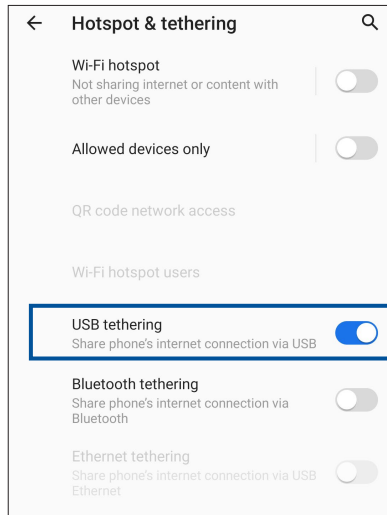 Hotspot & tethering
Wi-Fi hotspot
Not sharing internet or content with
other devices
Allowed devices only
QR code network access
Wi-Fi hotspot users
USB tethering
Share phone's internet connection via USB
Bluetooth tethering
Share phone's internet connection via
Bluetooth
Ethernet tethering
Share phone's internet connection via USB
Ethernet